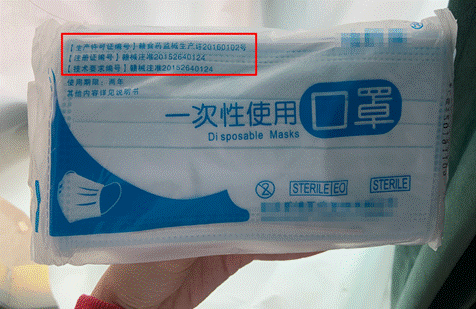 【生产许可证编号】赣食药监械生产许20160102号
【注册证编号】赣械注准20152640124
【技术要求编号】赣械注准20152640124
使用期限：两年
其他内容详见说明书
一次性使用口罩
Disposable Masks
STERILE EO
STERILE